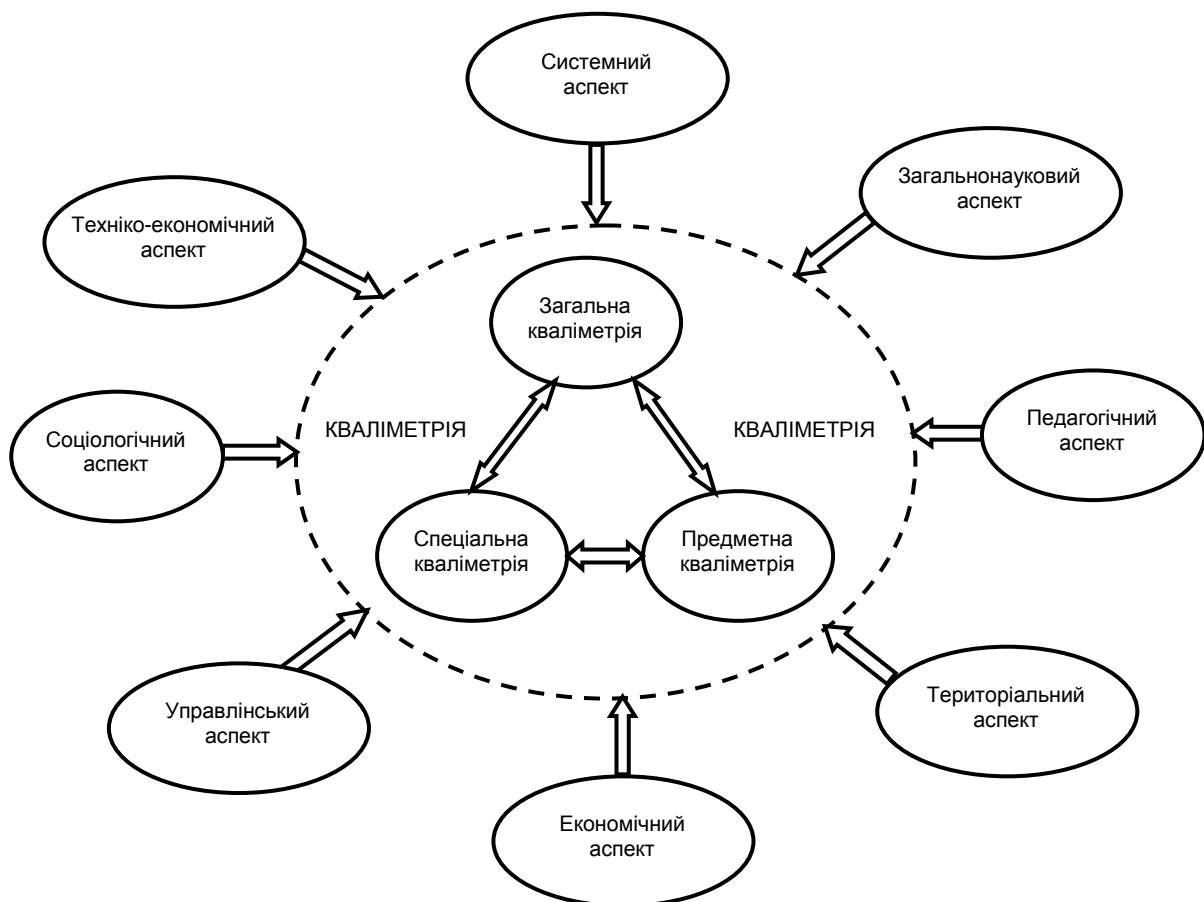 Системний
аспект
Загальнонауковий
аспект
Техніко-економічний
аспект
Загальна
кваліметрія
Соціологічний
аспект
КВАЛІМЕТРІЯ
КВАЛІМЕТРІЯ
Педагогічний
аспект
Спеціальна
кваліметрія
Предметна
кваліметрія
Управлінський
аспект
Територіальний
аспект
Економічний
аспект